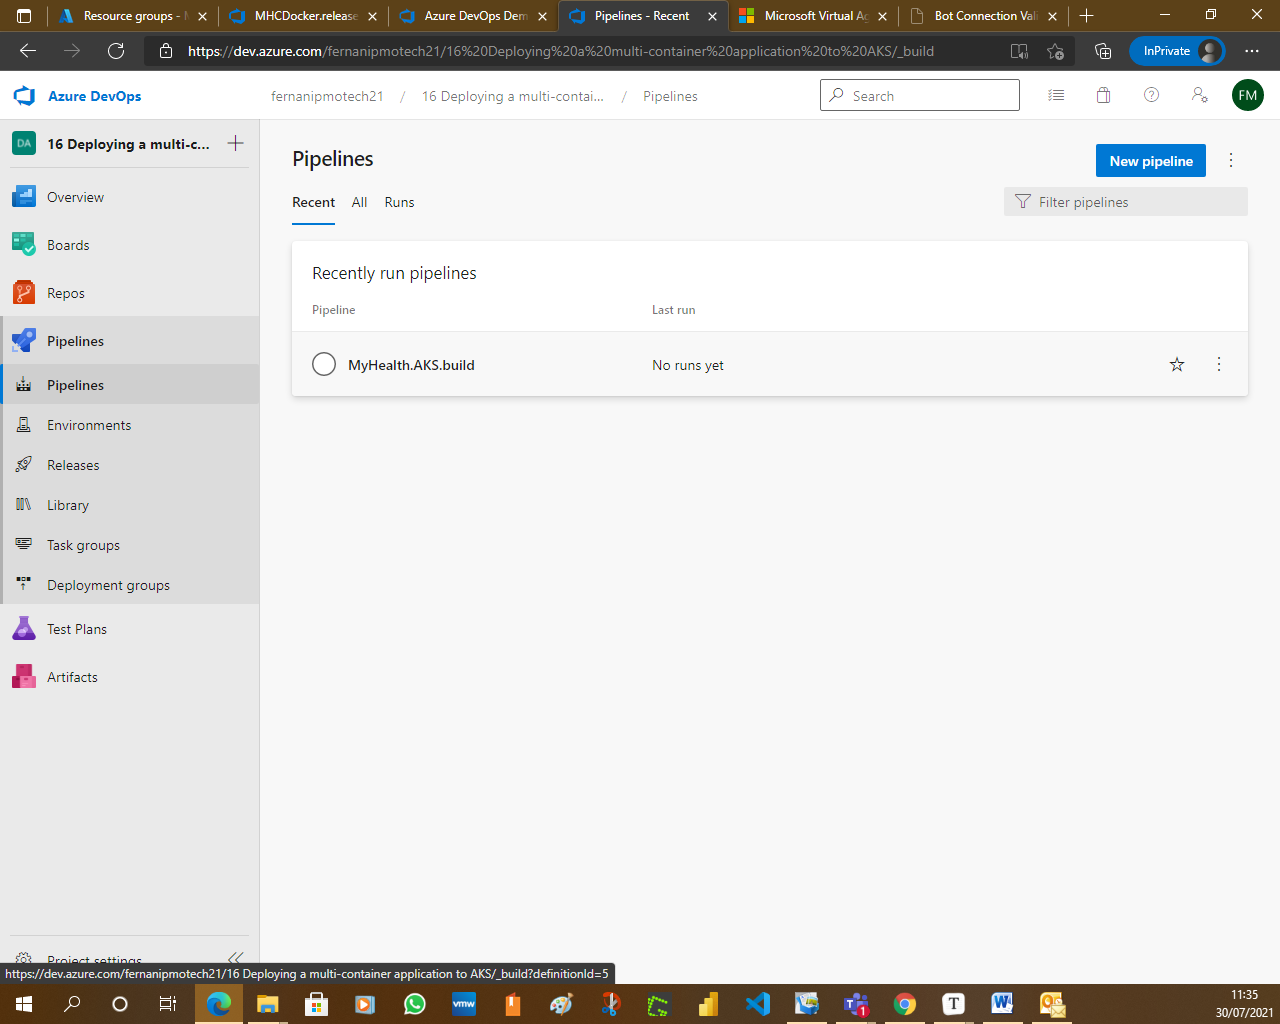 Resource groups - M
MHCDocker.release
Azure DevOps Dem
Pipelines - Recent
Microsoft Virtual Ag
Bot Connection Vali
https://dev.azure.com/fernanipmotech21/16%20Deploying%20a%20multi-container%20application%20to%20AKS/_build
InPrivate
Azure DevOps
fernanipmotech21 / 16 Deploying a multi-contai... / Pipelines
Search
FM
DA
16 Deploying a multi-c...
Overview
Boards
Repos
Pipelines
Pipelines
Environments
Releases
Library
Task groups
Deployment groups
Test Plans
Artifacts
Project settings
Pipelines
New pipeline
Recent All Runs
Filter pipelines
Recently run pipelines
Pipeline Last run
MyHealth.AKS.build No runs yet
https://dev.azure.com/fernanipmotech21/16 Deploying a multi-container application to AKS/_build?definitionId=5
vmw
1
T
11:35
30/07/2021